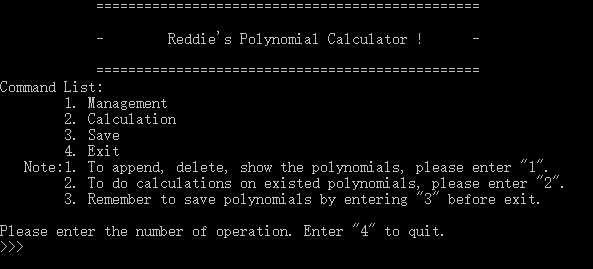 ================================================
- Reddie's Polynomial Calculator ! -
================================================
Command List:
1. Management
2. Calculation
3. Save
4. Exit
Note:1. To append, delete, show the polynomials, please enter "1".
2. To do calculations on existed polynomials, please enter "2".
3. Remember to save polynomials by entering "3" before exit.
Please enter the number of operation. Enter "4" to quit.
>>>